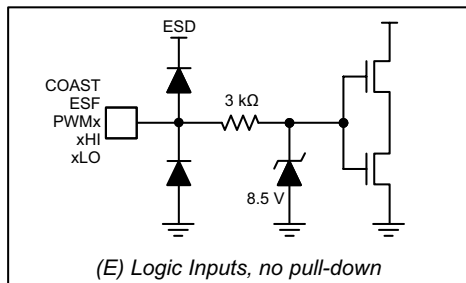 ESD
COAST
ESF
PWMx
xHI
xLO
3 kΩ
8.5 V
(E) Logic Inputs, no pull-down